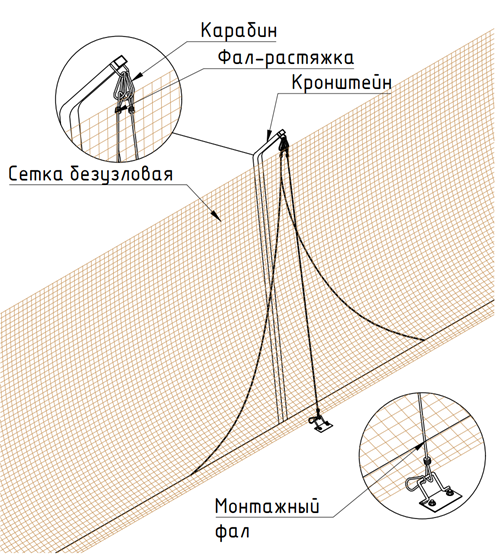 Карабин
Фал-растяжка
Кронштейн
Сетка безузловая
Монтажный
фал